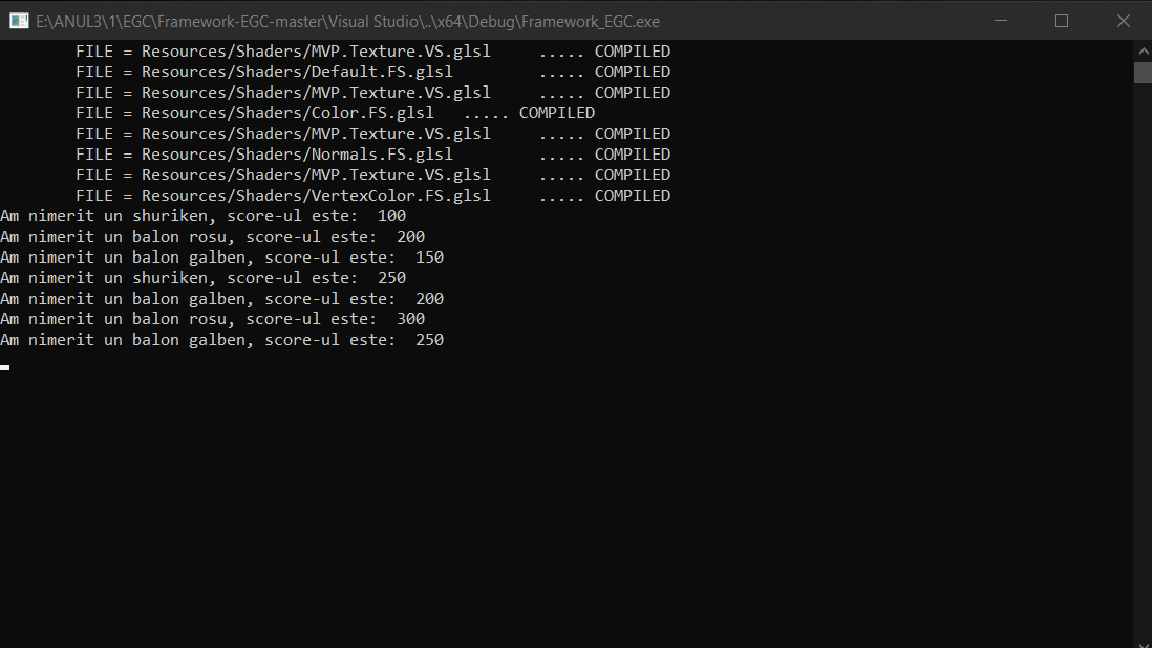 E:\ANUL3\1\EGC\Framework-EGC-master\Visual Studio\..\x64\Debug\Framework_EGC.exe
FILE = Resources/Shaders/MVP.Texture.VS.glsl ..... COMPILED
FILE = Resources/Shaders/Default.FS.glsl ..... COMPILED
FILE = Resources/Shaders/MVP.Texture.VS.glsl ..... COMPILED
FILE = Resources/Shaders/Color.FS.glsl ..... COMPILED
FILE = Resources/Shaders/MVP.Texture.VS.glsl ..... COMPILED
FILE = Resources/Shaders/Normals.FS.glsl ..... COMPILED
FILE = Resources/Shaders/MVP.Texture.VS.glsl ..... COMPILED
FILE = Resources/Shaders/VertexColor.FS.glsl ..... COMPILED
Am nimerit un shuriken, score-ul este: 100
Am nimerit un balon rosu, score-ul este: 200
Am nimerit un balon galben, score-ul este: 150
Am nimerit un shuriken, score-ul este: 250
Am nimerit un balon galben, score-ul este: 200
Am nimerit un balon rosu, score-ul este: 300
Am nimerit un balon galben, score-ul este: 250